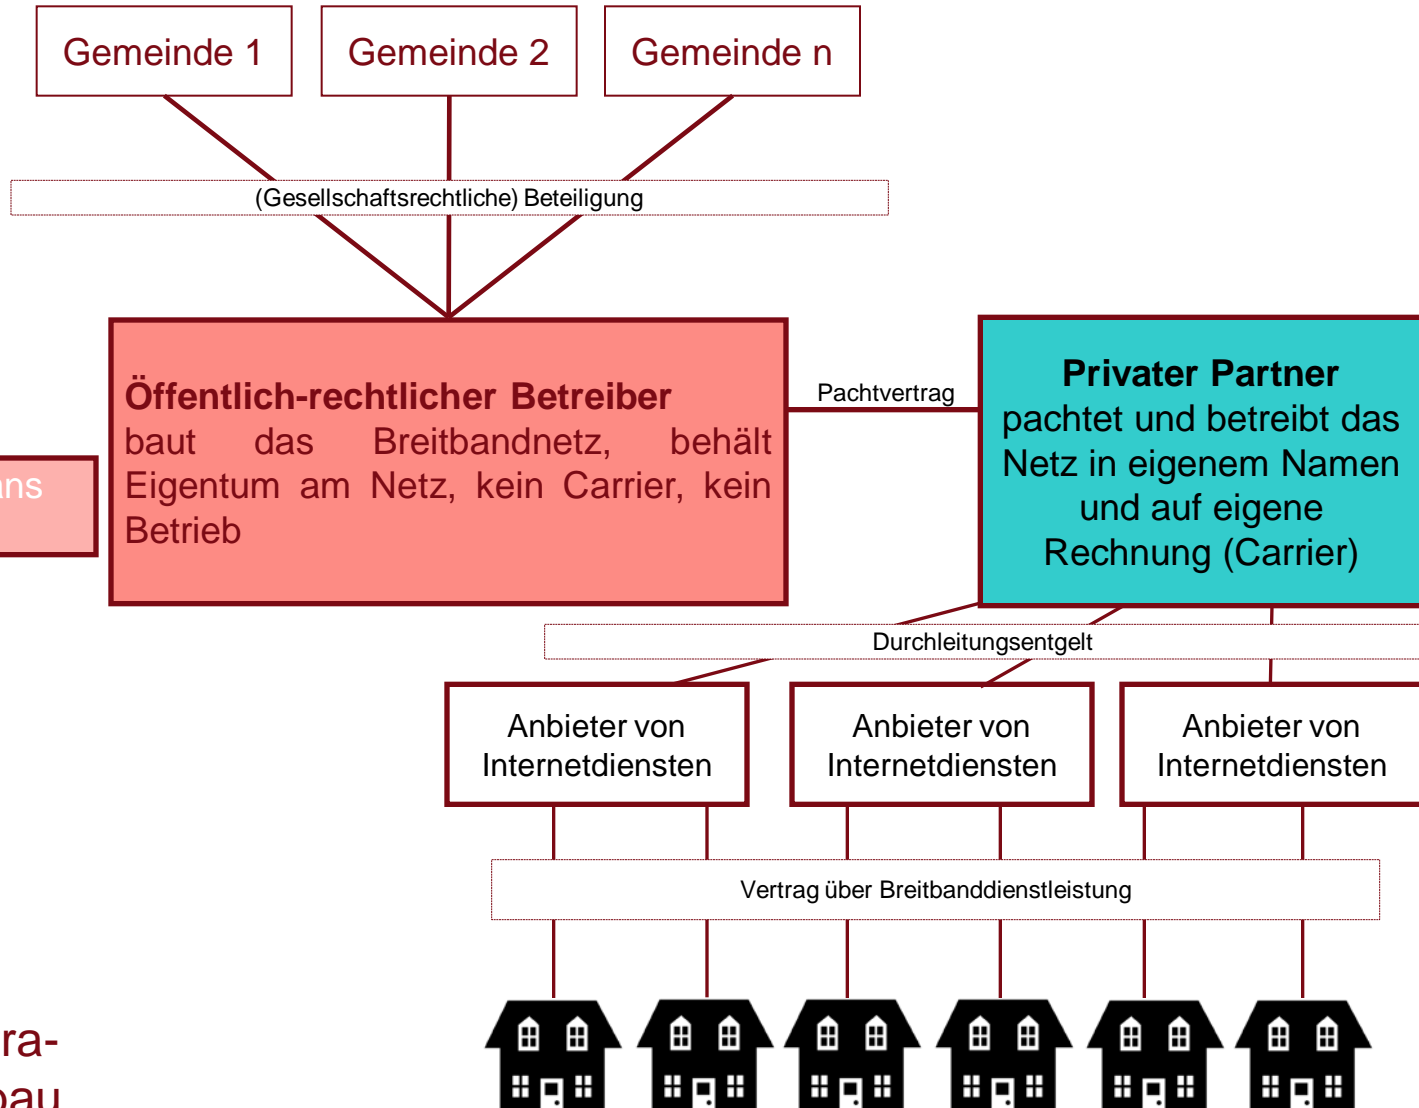 Gemeinde 1
Gemeinde 2
Gemeinde n
(Gesellschaftsrechtliche) Beteiligung
Öffentlich-rechtlicher Betreiber
baut das Breitbandnetz, behält
Eigentum am Netz, kein Carrier, kein
Betrieb
Pachtvertrag
Privater Partner
pachtet und betreibt das
Netz in eigenem Namen
und auf eigene
Rechnung (Carrier)
Durchleitungsentgelt
Anbieter von
Internetdiensten
Anbieter von
Internetdiensten
Anbieter von
Internetdiensten
Vertrag über Breitbanddienstleistung